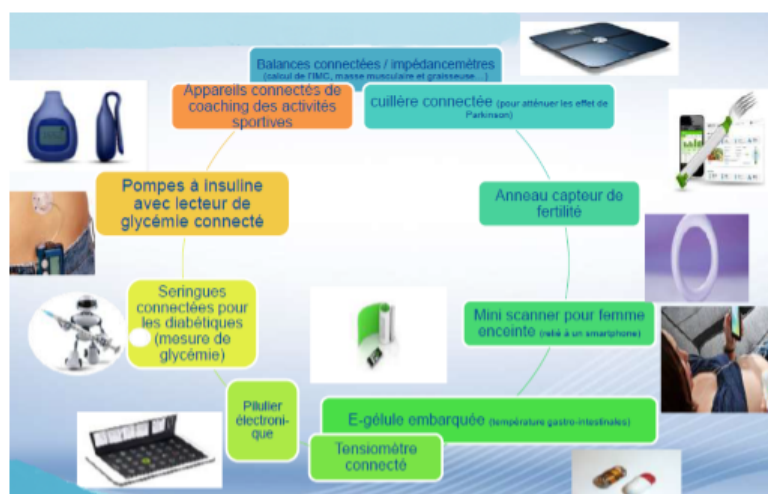 Balances connectées / impédancemètres
(calcul de l'IMC, masse musculaire et graisseuse...)
Appareils connectés de
coaching des activités
sportives
cuillère connectée (pour atténuer les effet de
Parkinson)
Pompes à insuline
avec lecteur de
glycémie connecté
Anneau capteur de
fertilité
Seringues
connectées pour
les diabétiques
(mesure de
glycémie)
Mini scanner pour femme
enceinte (relié à un smartphone)
Pilulier
électroni-
que
E-gélule embarquée (température gastro-intestinales)
Tensiomètre
connecté